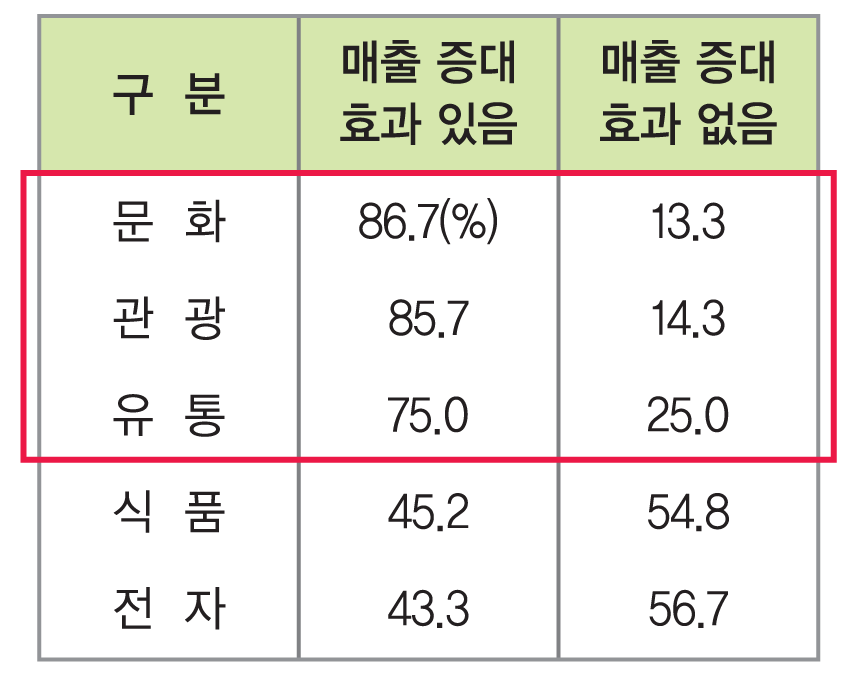 구 분 매출 증대 효과 있음 매출 증대 효과 없음
문 화 86.7(%) 13.3
관 광 85.7 14.3
유 통 75.0 25.0
식 품 45.2 54.8
전 자 43.3 56.7